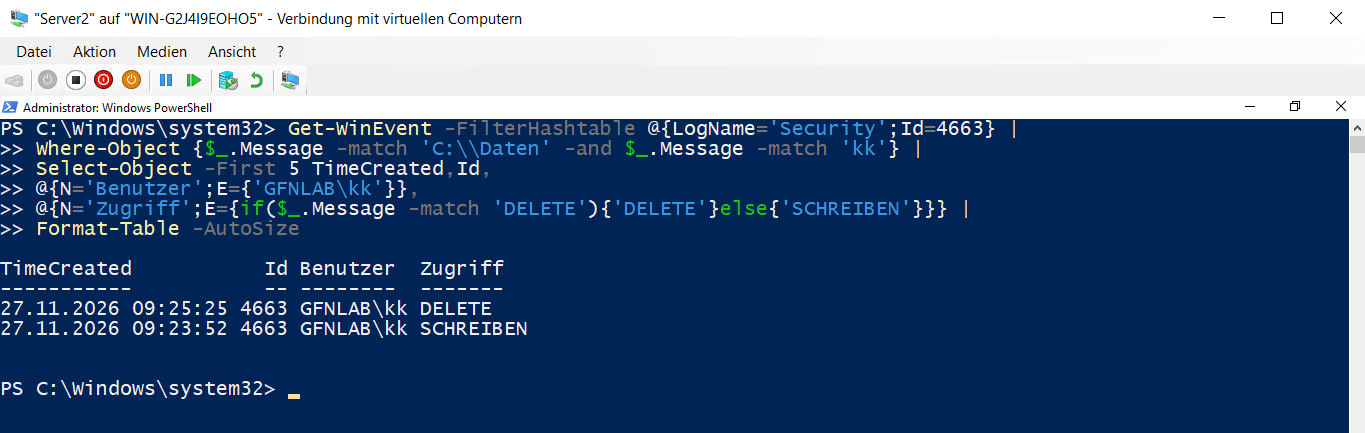 "Server2" auf "WIN-G2J4I9EOHO5" - Verbindung mit virtuellen Computern
Datei Aktion Medien Ansicht ?
Administrator: Windows PowerShell
PS C:\Windows\system32> Get-WinEvent -FilterHashtable @{LogName='Security';Id=4663} |
>> Where-Object {$_.Message -match 'C:\\Daten' -and $_.Message -match 'kk'} |
>> Select-Object -First 5 TimeCreated,Id,
>> @{N='Benutzer';E={'GFNLAB\kk'}},
>> @{N='Zugriff';E={if($_.Message -match 'DELETE'){'DELETE'}else{'SCHREIBEN'}}} |
>> Format-Table -AutoSize
TimeCreated Id Benutzer Zugriff
----------- -- -------- -------
27.11.2026 09:25:25 4663 GFNLAB\kk DELETE
27.11.2026 09:23:52 4663 GFNLAB\kk SCHREIBEN
PS C:\Windows\system32>